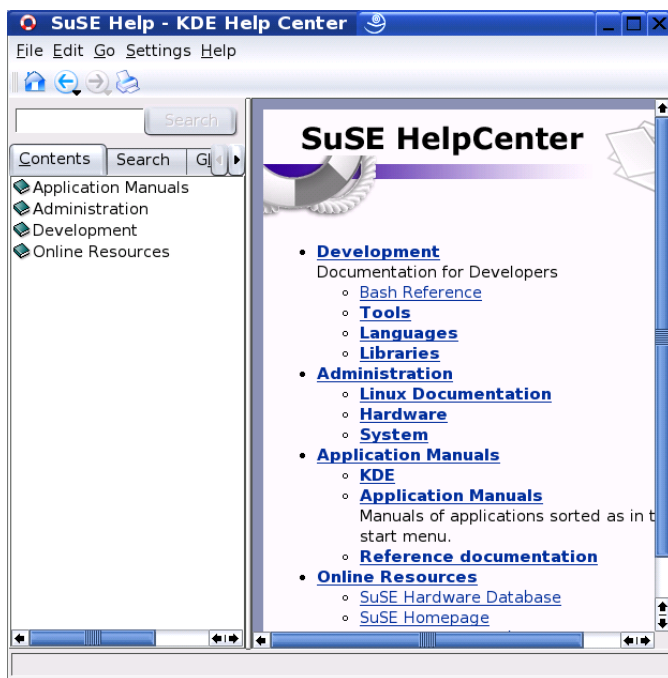 SuSE Help - KDE Help Center
File Edit Go Settings Help
Search
Contents Search
Application Manuals
Administration
Development
Online Resources
SuSE HelpCenter
Development
Documentation for Developers
Bash Reference
Tools
Languages
Libraries
Administration
Linux Documentation
Hardware
System
Application Manuals
KDE
Application Manuals
Manuals of applications sorted as in t
start menu.
Reference documentation
Online Resources
SuSE Hardware Database
SuSE Homepage